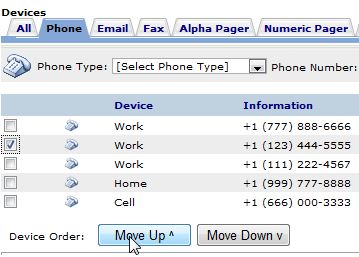 Devices
All Phone Email Fax Alpha Pager Numeric Pager
Phone Type: [Select Phone Type] Phone Number:
Device Information
Work +1 (777) 888-6666
Work +1 (123) 444-5555
Work +1 (111) 222-4567
Home +1 (999) 777-8888
Cell +1 (666) 000-3333
Device Order: Move Up ^ Move Down v